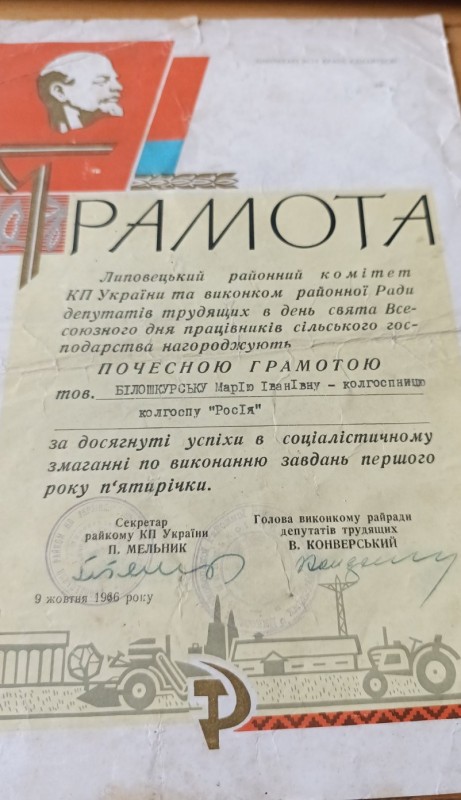 ГРАМОТА
Липовецький районний комітет
КП України та виконком районної Ради
депутатів трудящих в день свята Все-
союзного дня працівників сільського гос-
подарства нагороджують
ПОЧЕСНОЮ ГРАМОТОЮ
тов. БІЛОШКУРСЬКУ МарІю ІванІвну - колгоспницю
колгоспу "РосІя"
за досягнуті успіхи в соціалістичному
змаганні по виконанню завдань першого
року п'ятирічки.
Секретар
райкому КП України
П. МЕЛЬНИК
Голова виконкому райради
депутатів трудящих
В. КОНВЕРСЬКИЙ
9 жовтня 1966 року